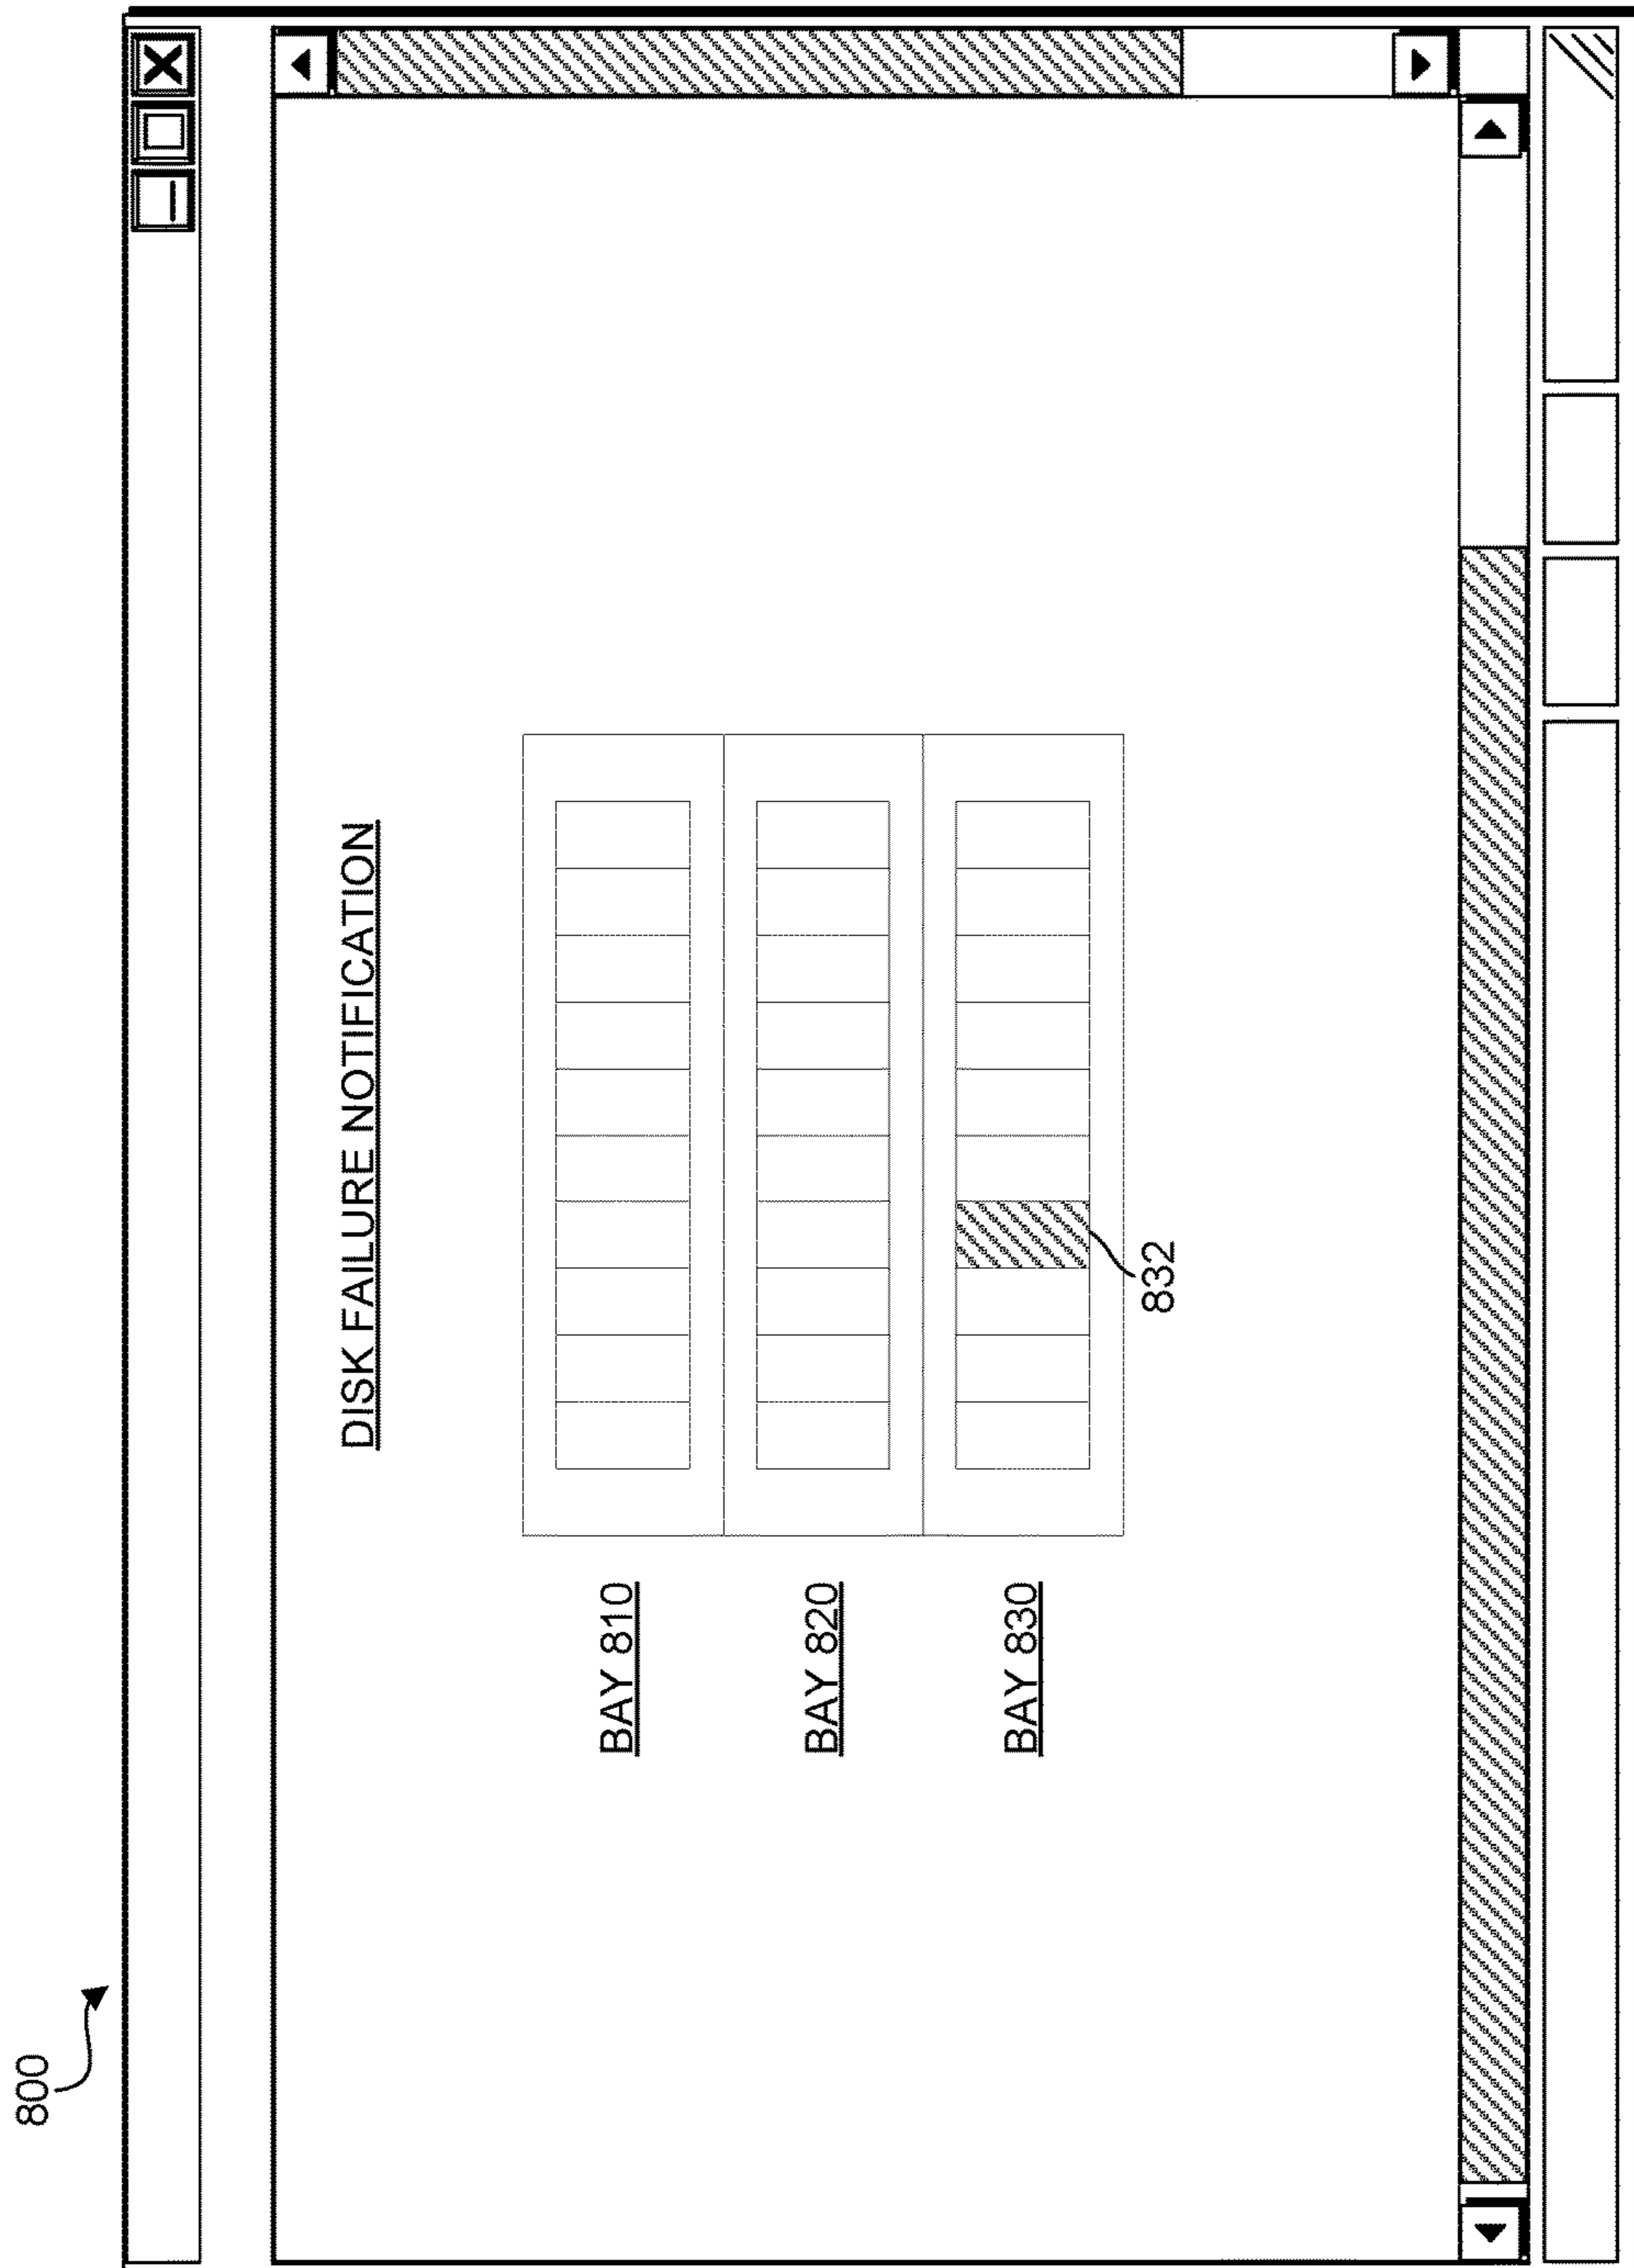 800
DISK FAILURE NOTIFICATION
BAY 810
BAY 820
BAY 830
832